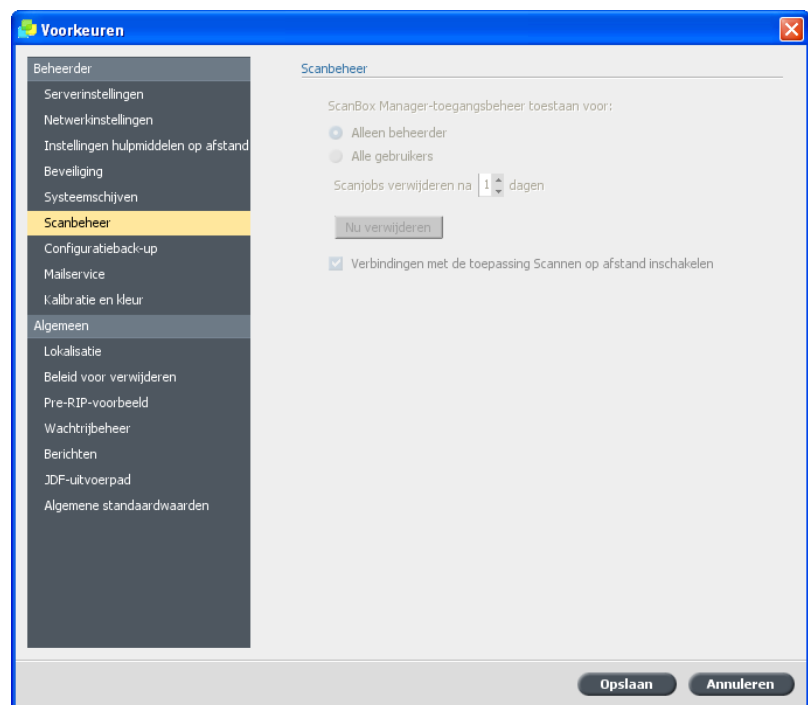 Voorkeuren
Beheerder
Serverinstellingen
Netwerkinstellingen
Instellingen hulpmiddelen op afstand
Beveiliging
Systeemschijven
Scanbeheer
Configuratieback-up
Mailservice
Kalibratie en kleur
Algemeen
Lokalisatie
Beleid voor verwijderen
Pre-RIP-voorbeeld
Wachtrijbeheer
Berichten
JDF-uitvoerpad
Algemene standaardwaarden
Scanbeheer
ScanBox Manager-toegangsbeheer toestaan voor:
Alleen beheerder
Alle gebruikers
Scanjobs verwijderen na 1 dagen
Nu verwijderen
Verbindingen met de toepassing Scannen op afstand inschakelen
Opslaan
Annuleren